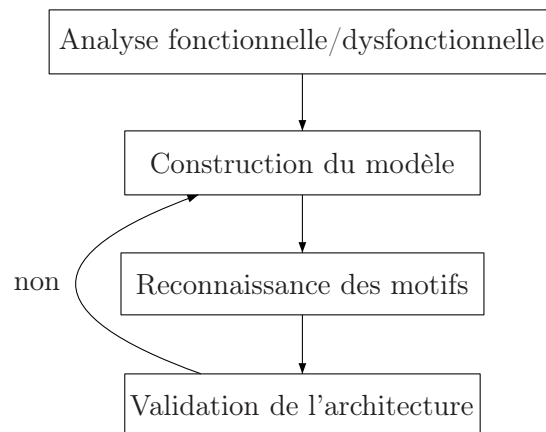 Analyse fonctionnelle/dysfonctionnelle
Construction du modèle
non
Reconnaissance des motifs
Validation de l'architecture